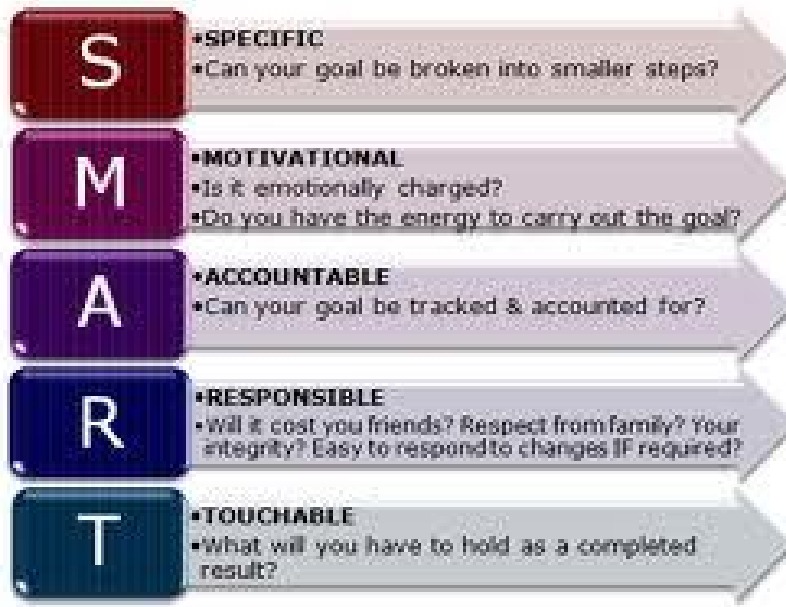 S
•SPECIFIC
•Can your goal be broken into smaller steps?
M
•MOTIVATIONAL
•Is it emotionally charged?
•Do you have the energy to carry out the goal?
A
•ACCOUNTABLE
•Can your goal be tracked & accounted for?
R
•RESPONSIBLE
•Will it cost you friends? Respect from family? Your
integrity? Easy to respond to changes IF required?
T
•TOUCHABLE
•What will you have to hold as a completed
result?